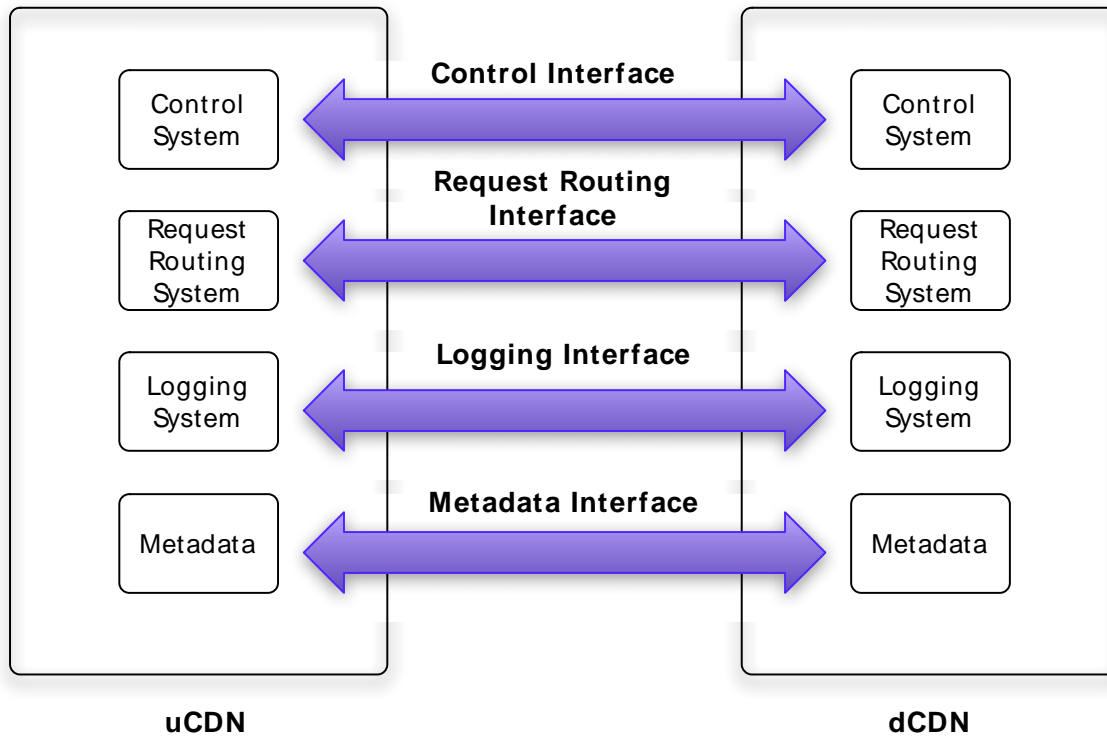 Control Interface
Control
System
Control
System
Request Routing
Interface
Request
Routing
System
Request
Routing
System
Logging Interface
Logging
System
Logging
System
Metadata Interface
Metadata
Metadata
uCDN
dCDN